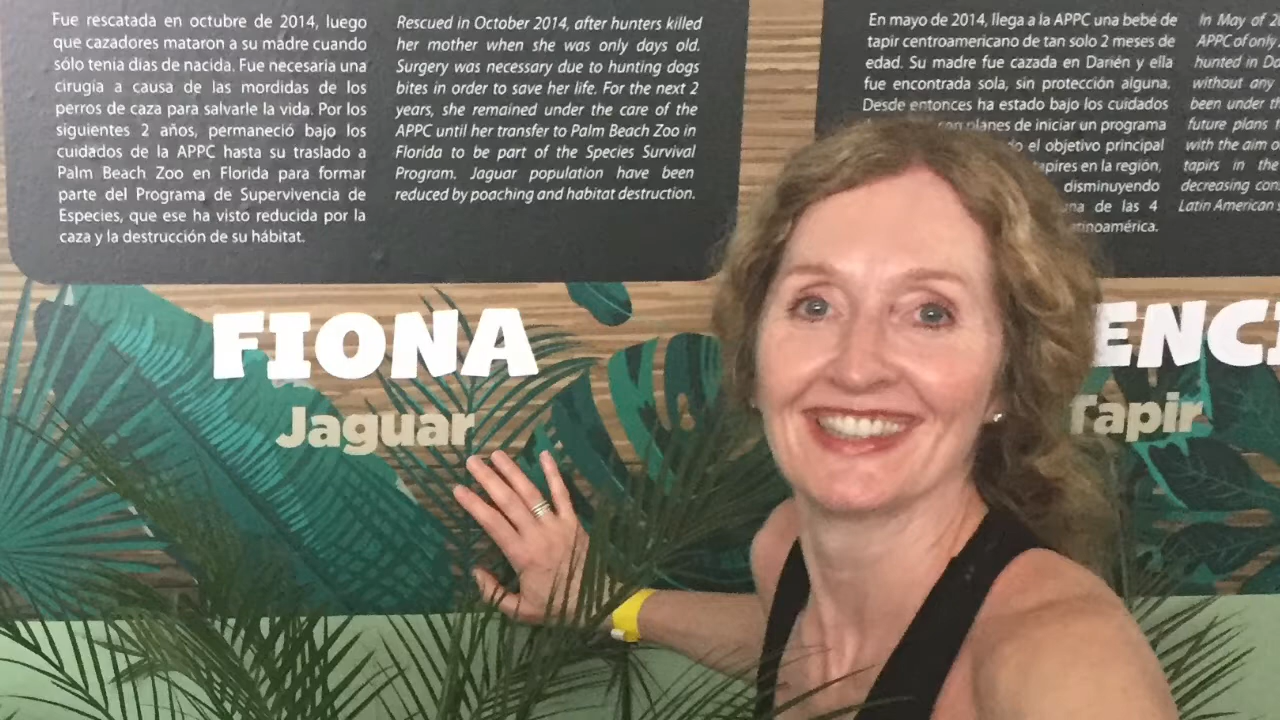 Fue rescatada en octubre de 2014, luego
que cazadores mataron a su madre cuando
sólo tenia días de nacida. Fue necesaria una
cirugía a causa de las mordidas de los
perros de caza para salvarle la vida. Por los
siguientes 2 años, permaneció bajo los
cuidados de la APPC hasta su traslado a
Palm Beach Zoo en Florida para formar
parte del Programa de Supervivencia de
Especies, que ese ha visto reducida por la
caza y la destrucción de su hábitat.
Rescued in October 2014, after hunters killed
her mother when she was only days old.
Surgery was necessary due to hunting dogs
bites in order to save her life. For the next 2
years, she remained under the care of the
APPC until her transfer to Palm Beach Zoo in
Florida to be part of the Species Survival
Program. Jaguar population have been
reduced by poaching and habitat destruction.
FIONA
Jaguar
En mayo de 2014, llega a la APPC una bebé de
tapir centroamericano de tan solo 2 meses de
edad. Su madre fue cazada en Darién y ella
fue encontrada sola, sin protección alguna.
Desde entonces ha estado bajo los cuidados
con planes de iniciar un programa
el objetivo principal
tapires en la región,
disminuyendo
una de las 4
In May of
APPC of only
hunted in
without any
been under
future plans
with the aim
tapirs in the
decreasing
Latin American
Tapir